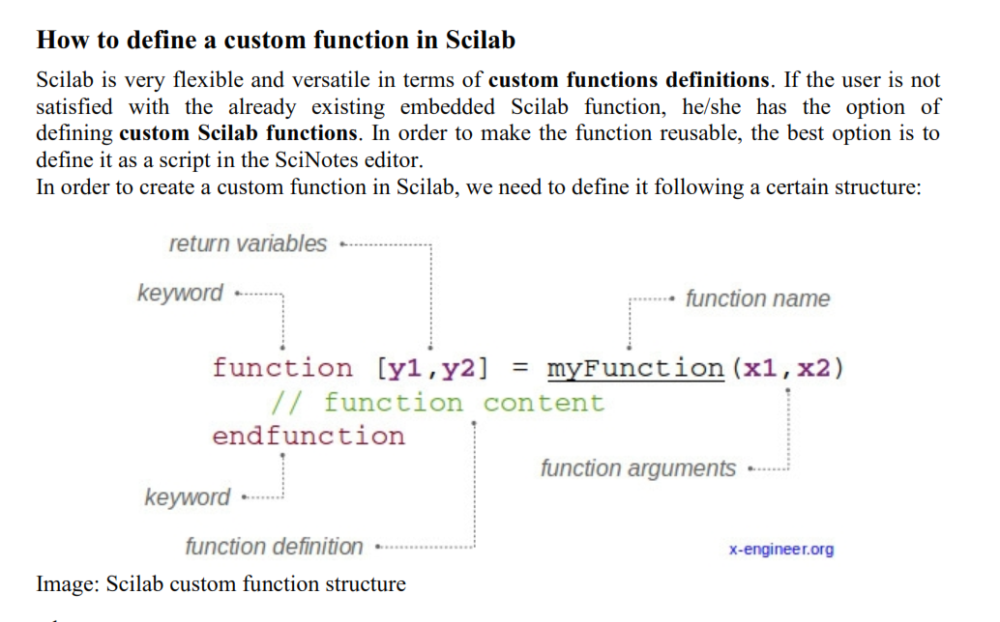 How to define a custom function in Scilab
Scilab is very flexible and versatile in terms of custom functions definitions. If the user is not
satisfied with the already existing embedded Scilab function, he/she has the option of
defining custom Scilab functions. In order to make the function reusable, the best option is to
define it as a script in the SciNotes editor.
In order to create a custom function in Scilab, we need to define it following a certain structure:
return variables
keyword
function name
function [y1,y2] = myFunction(x1,x2)
// function content
endfunction
function arguments
keyword
function definition
x-engineer.org
Image: Scilab custom function structure